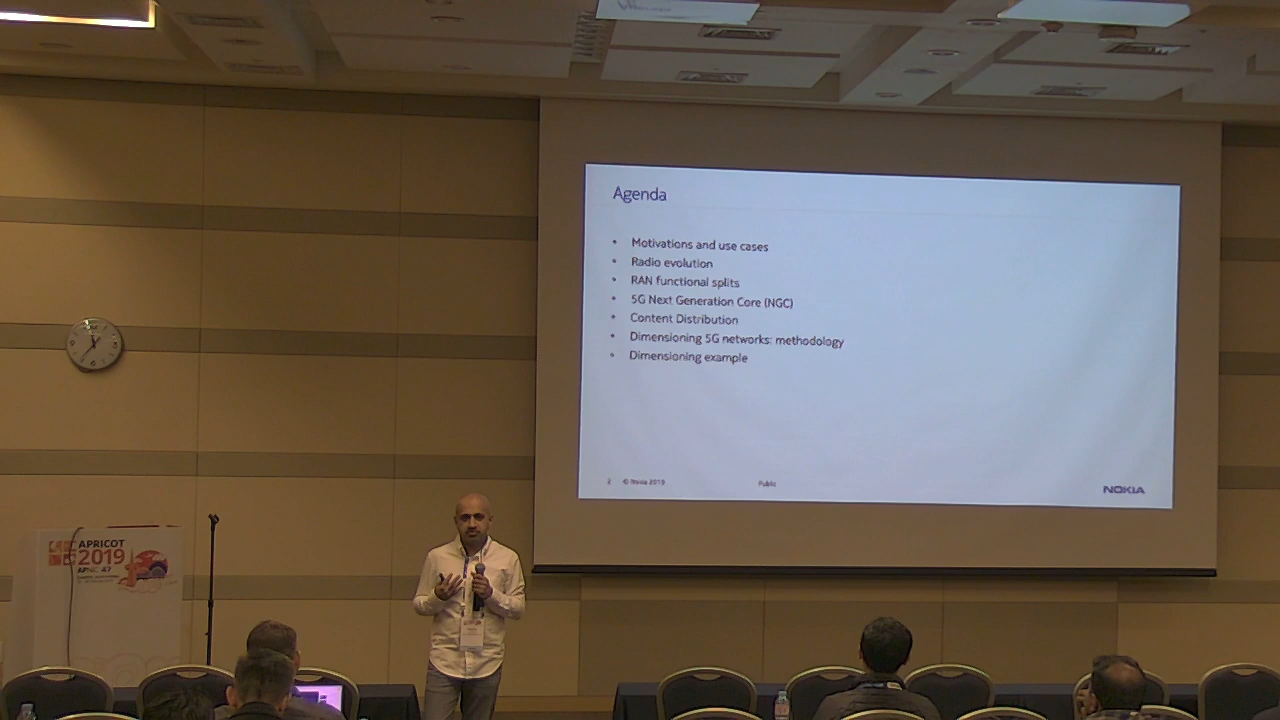 Agenda
• Motivations and use cases
• Radio evolution
• RAN functional splits
• 5G Next Generation Core (NGC)
• Content Distribution
• Dimensioning 5G networks: methodology
• Dimensioning example
2 © Nokia 2019 Public
NOKIA
APRICOT
2019
APNIC 47